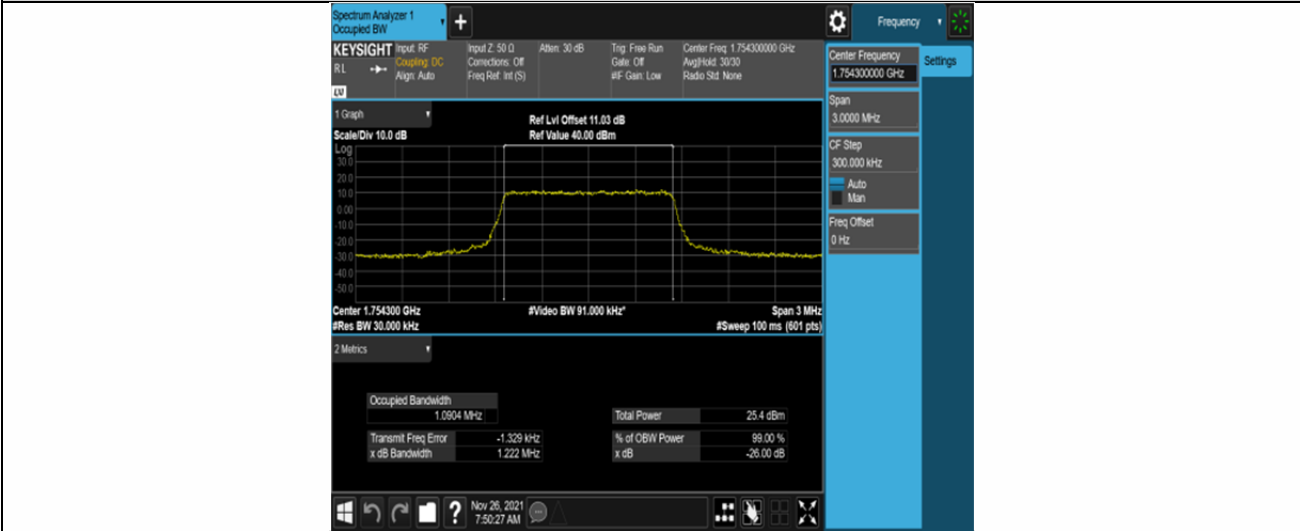 Spectrum Analyzer 1
Occupied BW
+
Frequency
KEYSIGHT
RL
Input: RF
Coupling: DC
Align: Auto
Input Z: 50 Ω
Corrections: Off
Freq Ref: Int (S)
Atten: 30 dB
Trig: Free Run
Gate: Off
#IF Gain: Low
Center Freq: 1.754300000 GHz
Avg|Hold: 30/30
Radio Std: None
Center Frequency
1.754300000 GHz
Settings
Span
3.0000 MHz
CF Step
300.000 kHz
Auto
Man
Freq Offset
0 Hz
1 Graph
Ref Lvl Offset 11.03 dB
Scale/Div 10.0 dB
Ref Value 40.00 dBm
Log
30.0
20.0
10.0
0.00
-10.0
-20.0
-30.0
-40.0
-50.0
Center 1.754300 GHz
#Video BW 91.000 kHz*
Span 3 MHz
#Res BW 30.000 kHz
#Sweep 100 ms (601 pts)
2 Metrics
Occupied Bandwidth
1.0904 MHz
Total Power 25.4 dBm
Transmit Freq Error -1.329 kHz
% of OBW Power 99.00 %
x dB Bandwidth 1.222 MHz
x dB -26.00 dB
?
Nov 26, 2021
7:50:27 AM